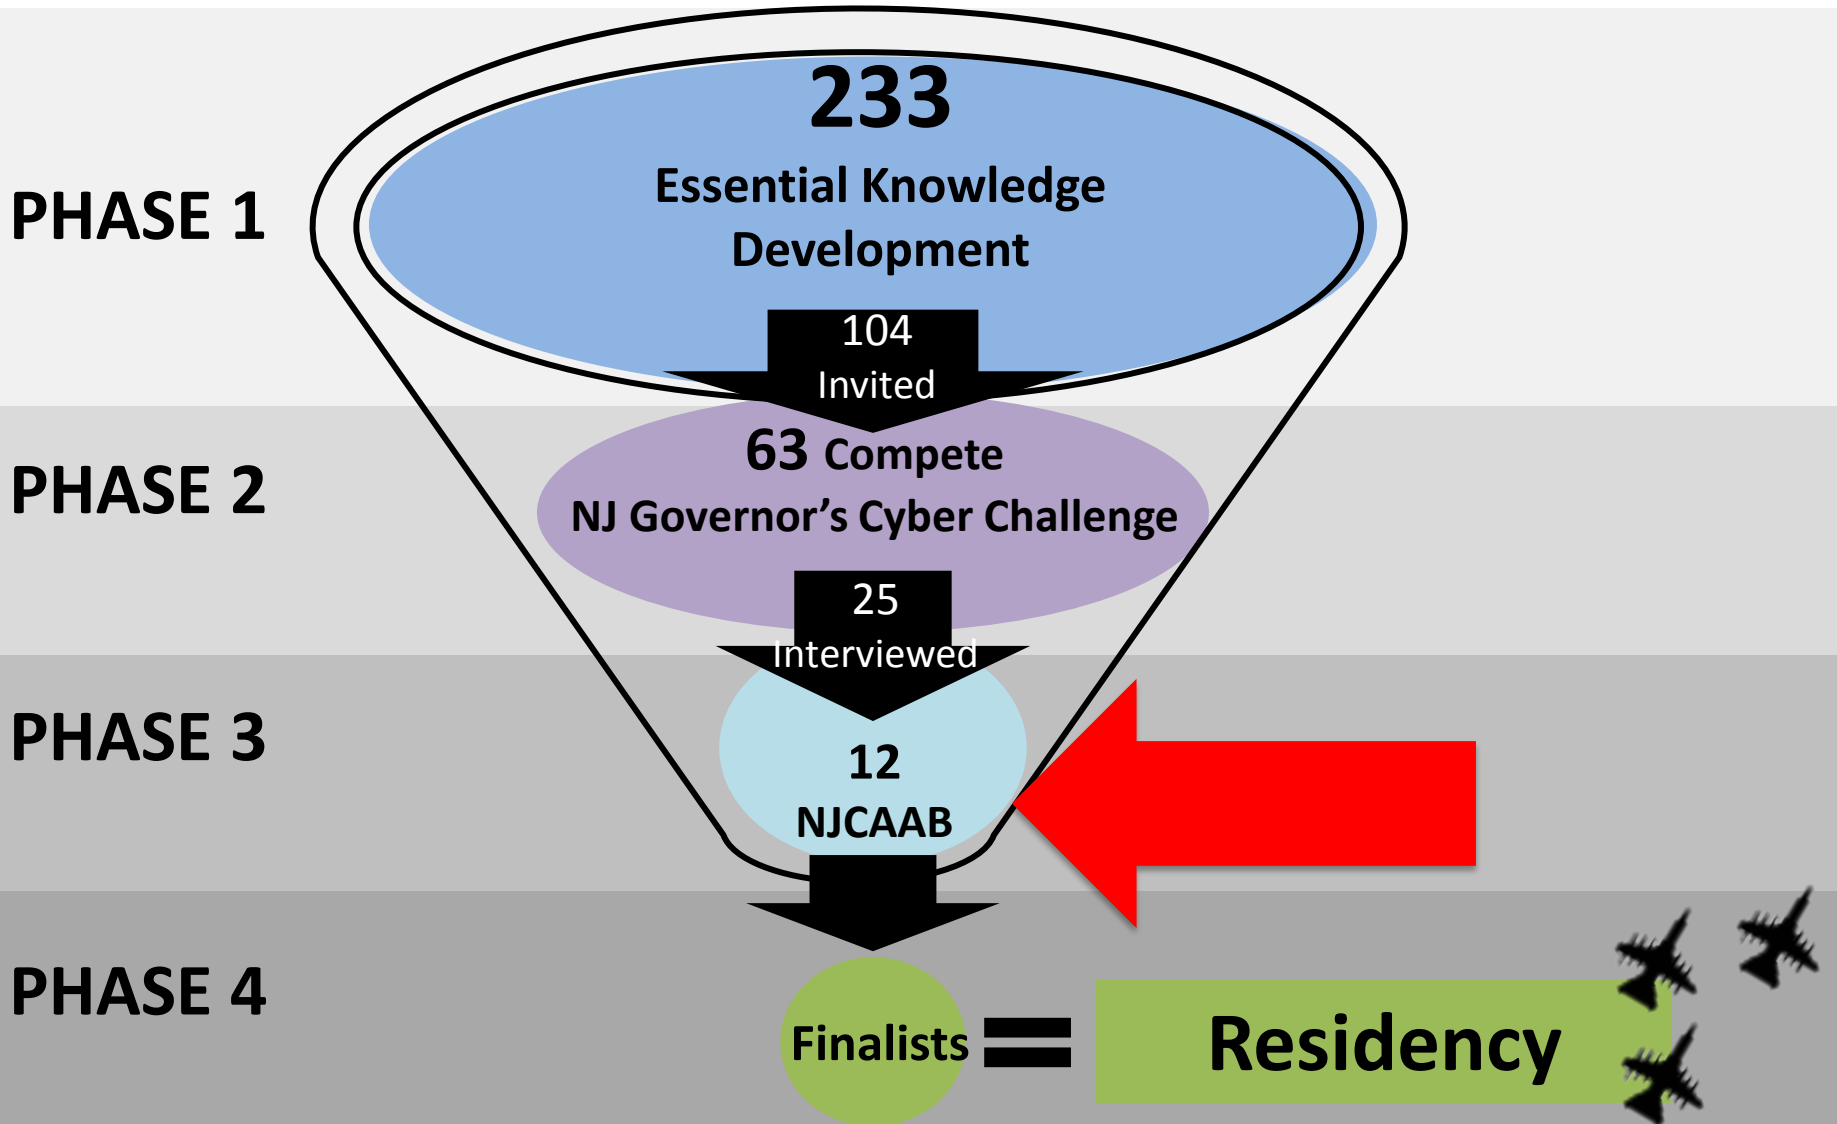 PHASE 1
233
Essential Knowledge
Development
104
Invited
PHASE 2
63 Compete
NJ Governor’s Cyber Challenge
25
Interviewed
PHASE 3
12
NJCAAB
PHASE 4
Finalists
=
Residency